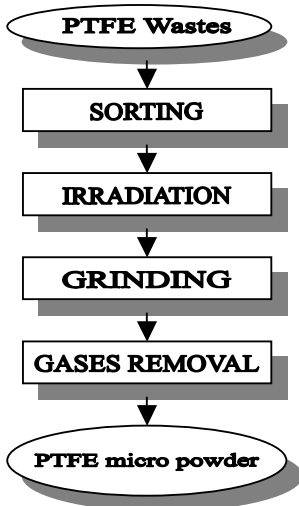 PTFE Wastes
SORTING
IRRADIATION
GRINDING
GASES REMOVAL
PTFE micro powder